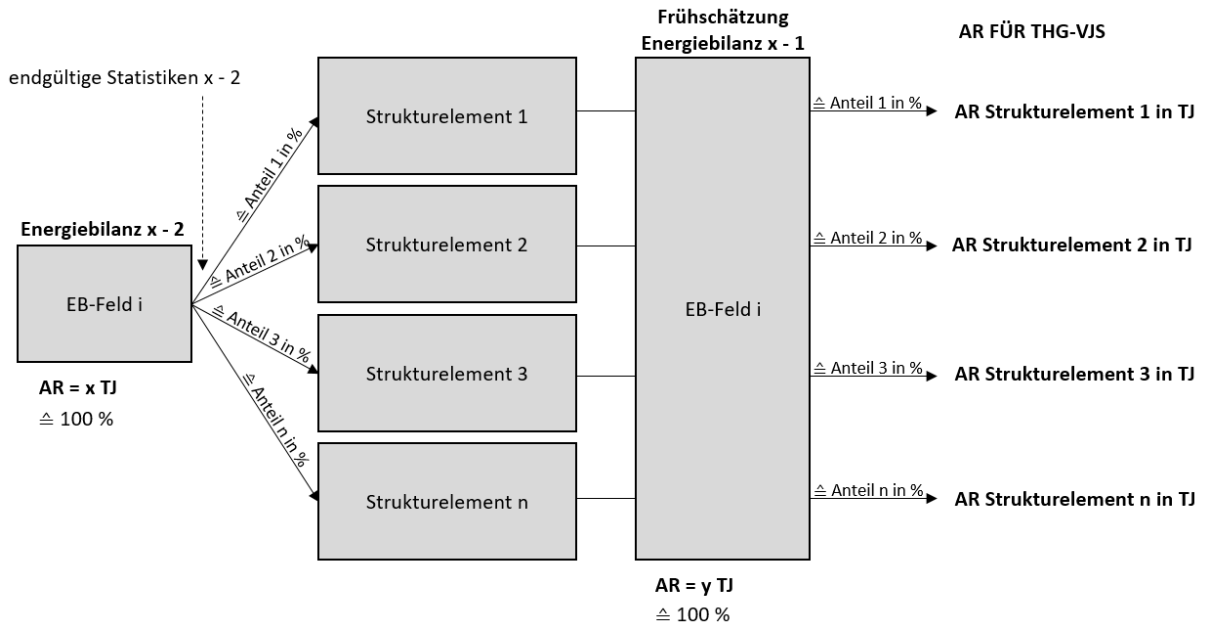 Frühschätzung
Energiebilanz x - 1
AR FÜR THG-VJS
endgültige Statistiken x - 2
Energiebilanz x - 2
EB-Feld i
AR = x TJ
≙ 100 %
≙ Anteil 1 in %
≙ Anteil 2 in %
≙ Anteil 3 in %
≙ Anteil n in %
Strukturelement 1
Strukturelement 2
Strukturelement 3
Strukturelement n
EB-Feld i
AR = y TJ
≙ 100 %
≙ Anteil 1 in %
AR Strukturelement 1 in TJ
≙ Anteil 2 in %
AR Strukturelement 2 in TJ
≙ Anteil 3 in %
AR Strukturelement 3 in TJ
≙ Anteil n in %
AR Strukturelement n in TJ